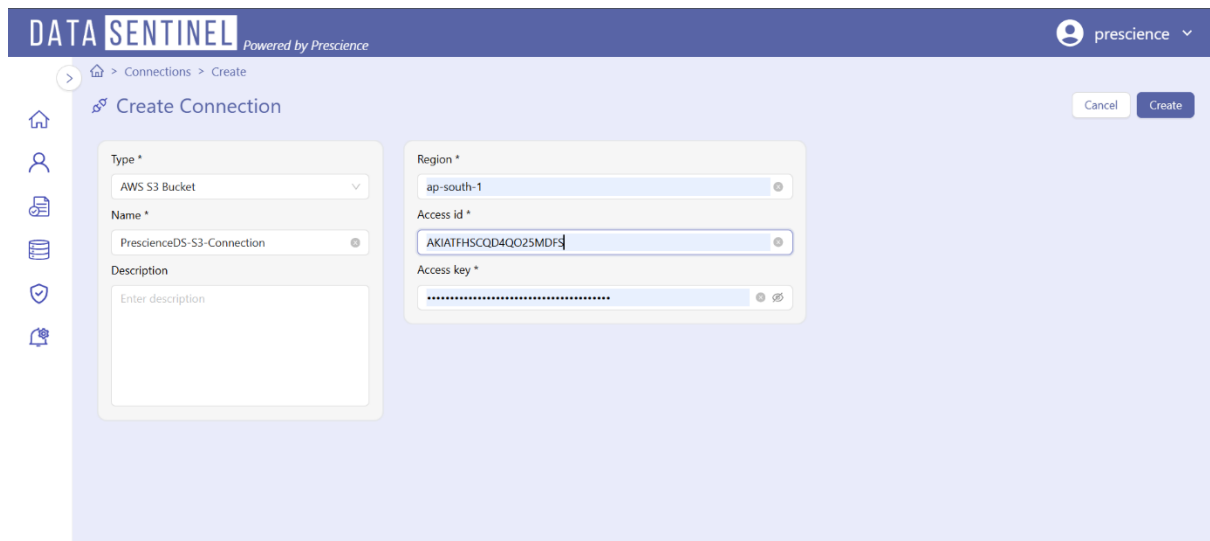 DATA SENTINEL Powered by Prescience
prescience
> Connections > Create
Create Connection
Cancel
Create
Type *
AWS S3 Bucket
Name *
PrescienceDS-S3-Connection
Description
Enter description
Region *
ap-south-1
Access id *
AKIATFHSCQD4QO25MDFS
Access key *